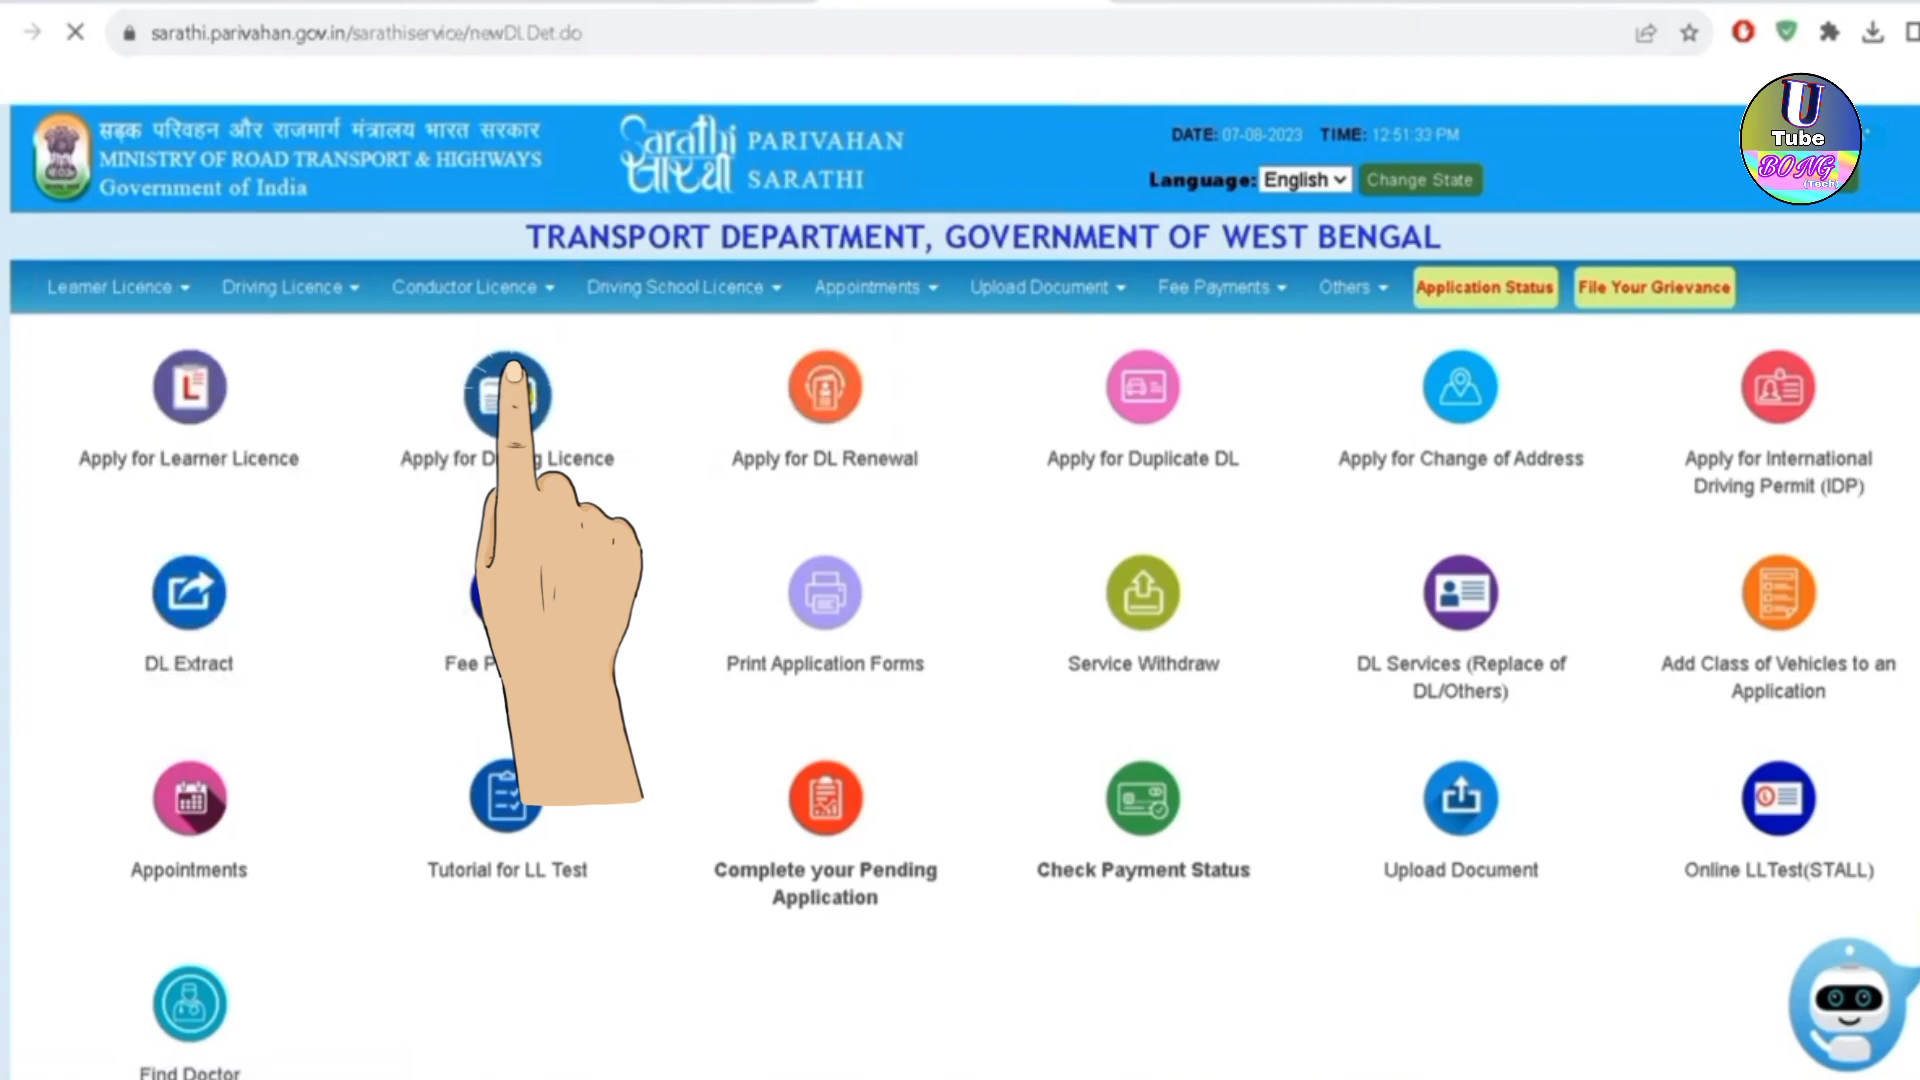 sarathi.parivahan.gov.in/sarathiservice/newDLDet.do
सड़क परिवहन और राजमार्ग मंत्रालय भारत सरकार
MINISTRY OF ROAD TRANSPORT & HIGHWAYS
Government of India
Sarathi
सारथी
PARIVAHAN
SARATHI
DATE: 07-08-2023 TIME: 12:51:33 PM
Language: English Change State
U
Tube
BONG
(Tech)
TRANSPORT DEPARTMENT, GOVERNMENT OF WEST BENGAL
Learner Licence Driving Licence Conductor Licence Driving School Licence Appointments Upload Document Fee Payments Others Application Status File Your Grievance
Apply for Learner Licence
Apply for D g Licence
Apply for DL Renewal
Apply for Duplicate DL
Apply for Change of Address
Apply for International
Driving Permit (IDP)
DL Extract
Fee P
Print Application Forms
Service Withdraw
DL Services (Replace of
DL/Others)
Add Class of Vehicles to an
Application
Appointments
Tutorial for LL Test
Complete your Pending
Application
Check Payment Status
Upload Document
Online LLTest(STALL)
Find Doctor